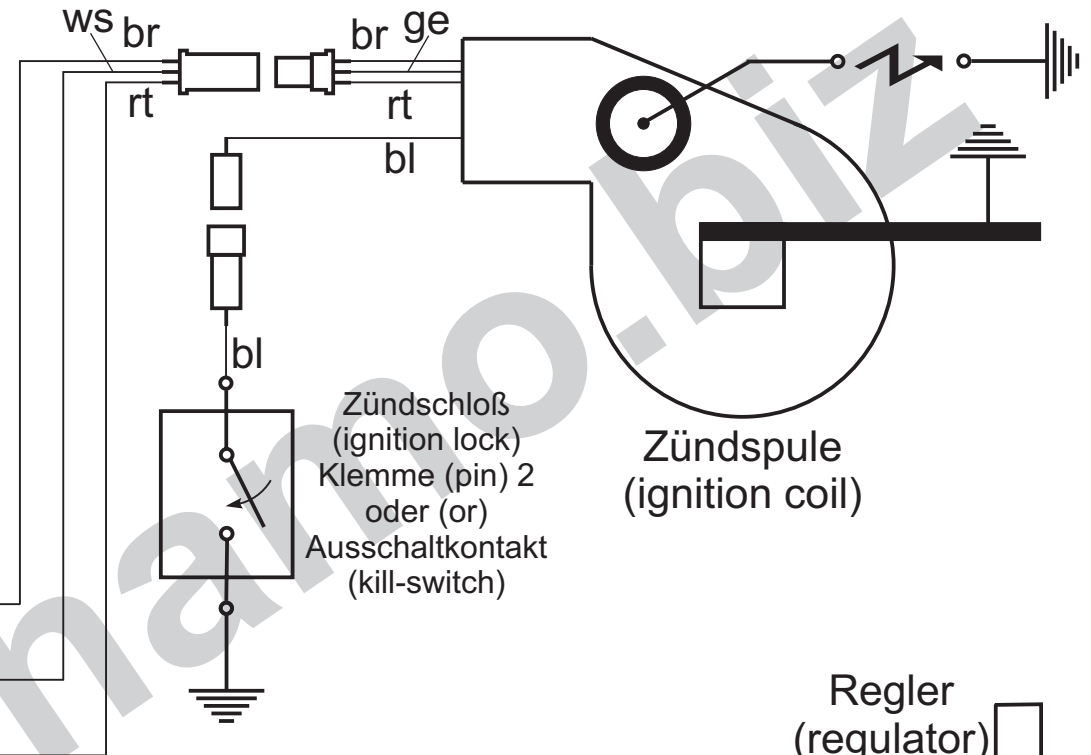 ws br
br ge
rt
rt
bl
bl
Zündschloß
(ignition lock)
Klemme (pin) 2
oder (or)
Ausschaltkontakt
(kill-switch)
Zündspule
(ignition coil)
Regler
(regulator)
namo.biz